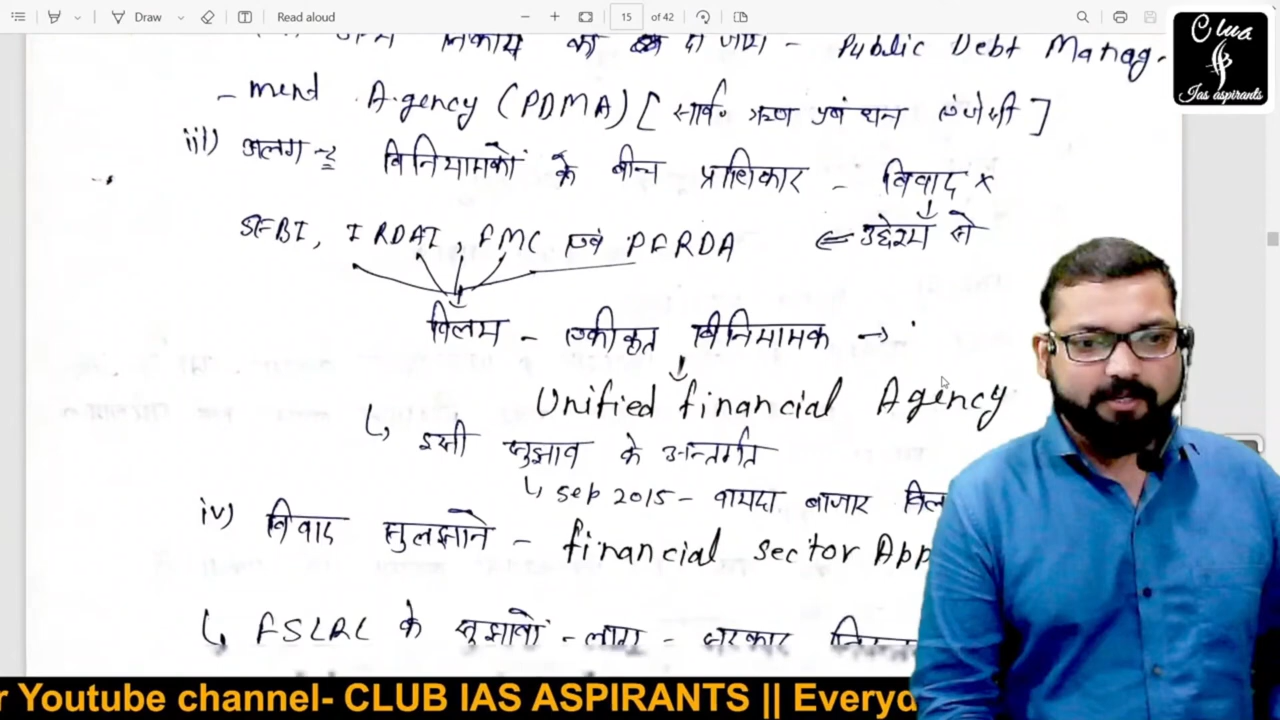 Draw
Read aloud
15 of 42
Clua
Ias aspirants
दी जाए - Public Debt Manag-
-ment Agency (PDMA) [सार्व० ऋण प्रबंधन एजेंसी]
iii) अलग-2 विनियामकों के बीच प्राधिकार - विवाद ×
SEBI, IRDAI, FMC एवं PFRDA ⇐ उद्देश्य से
विलय - एकीकृत विनियामक →
Unified financial Agency
↳ इसी सुझाव के अन्तर्गत
↳ Sep 2015 - वायदा बाजार विल
iv) विवाद सुलझाने - financial sector App
↳ FSLRC के सुझावों - लागू - सरकार
r Youtube channel- CLUB IAS ASPIRANTS || Everyd